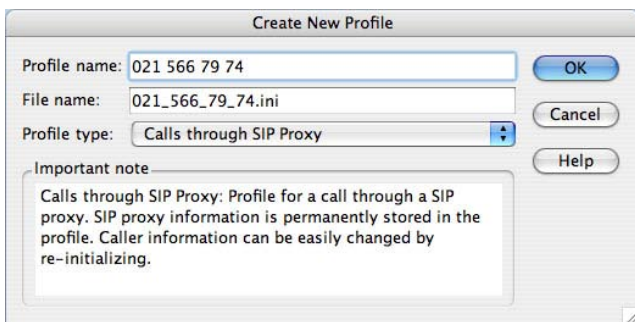 Create New Profile
Profile name: 021 566 79 74
OK
File name: 021_566_79_74.ini
Cancel
Profile type: Calls through SIP Proxy
Help
Important note
Calls through SIP Proxy: Profile for a call through a SIP
proxy. SIP proxy information is permanently stored in the
profile. Caller information can be easily changed by
re-initializing.